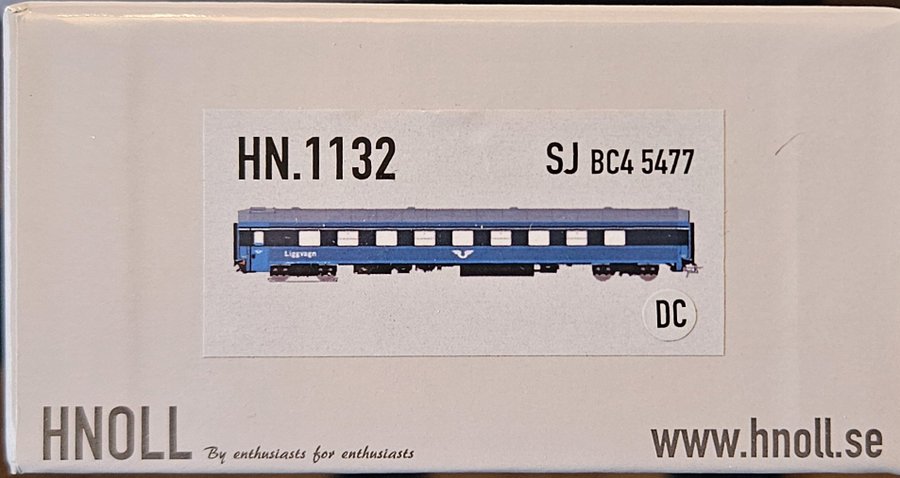 HN.1132
SJ BC4 5477
Liggvagn
DC
HNOLL By enthusiasts for enthusiasts
www.hnoll.se